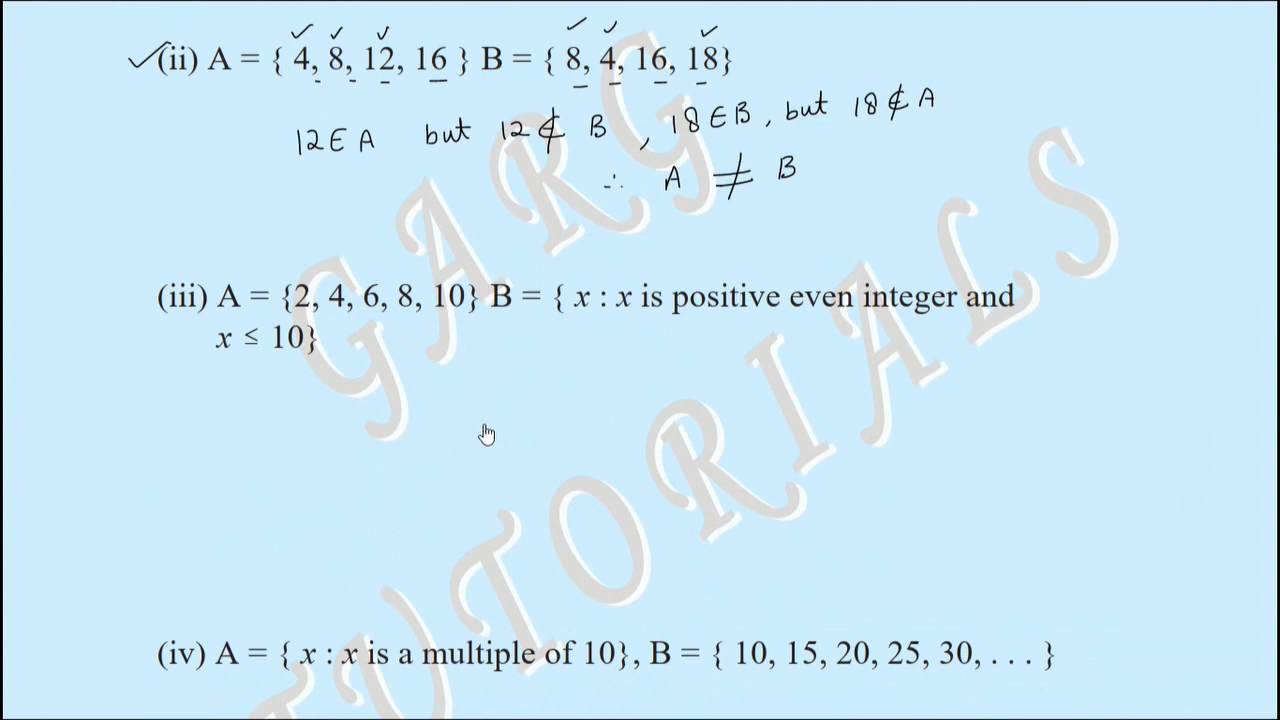 (ii) A = { 4, 8, 12, 16 } B = { 8, 4, 16, 18}
12 ∈ A but 12 ∉ B , 18 ∈ B , but 18 ∉ A
∴ A ≠ B
(iii) A = {2, 4, 6, 8, 10} B = { x : x is positive even integer and
x ≤ 10}
(iv) A = { x : x is a multiple of 10}, B = { 10, 15, 20, 25, 30, . . . }
GARG
TUTORIALS